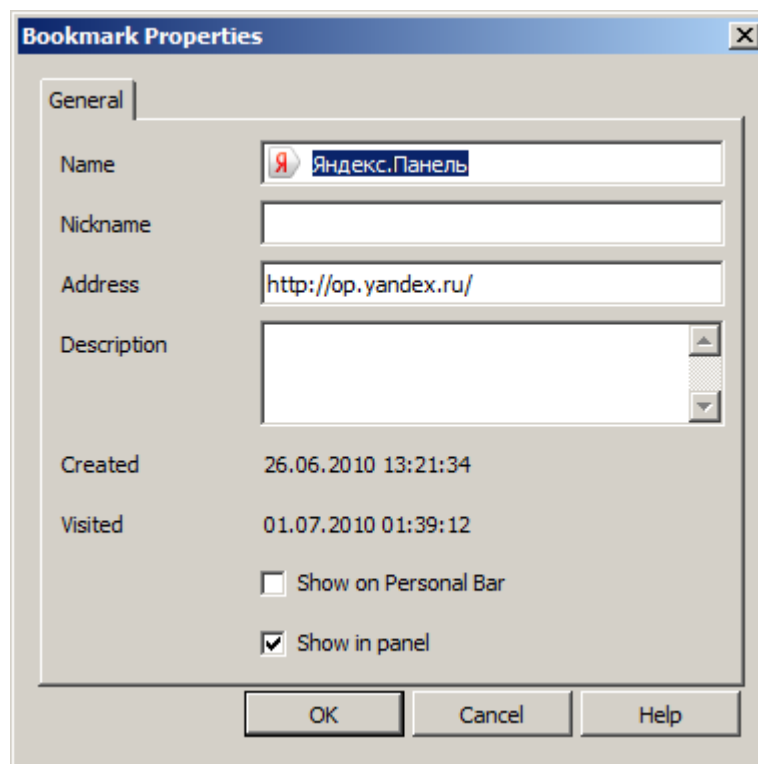 Bookmark Properties
General
Name Я Яндекс.Панель
Nickname
Address http://op.yandex.ru/
Description
Created 26.06.2010 13:21:34
Visited 01.07.2010 01:39:12
Show on Personal Bar
Show in panel
OK Cancel Help